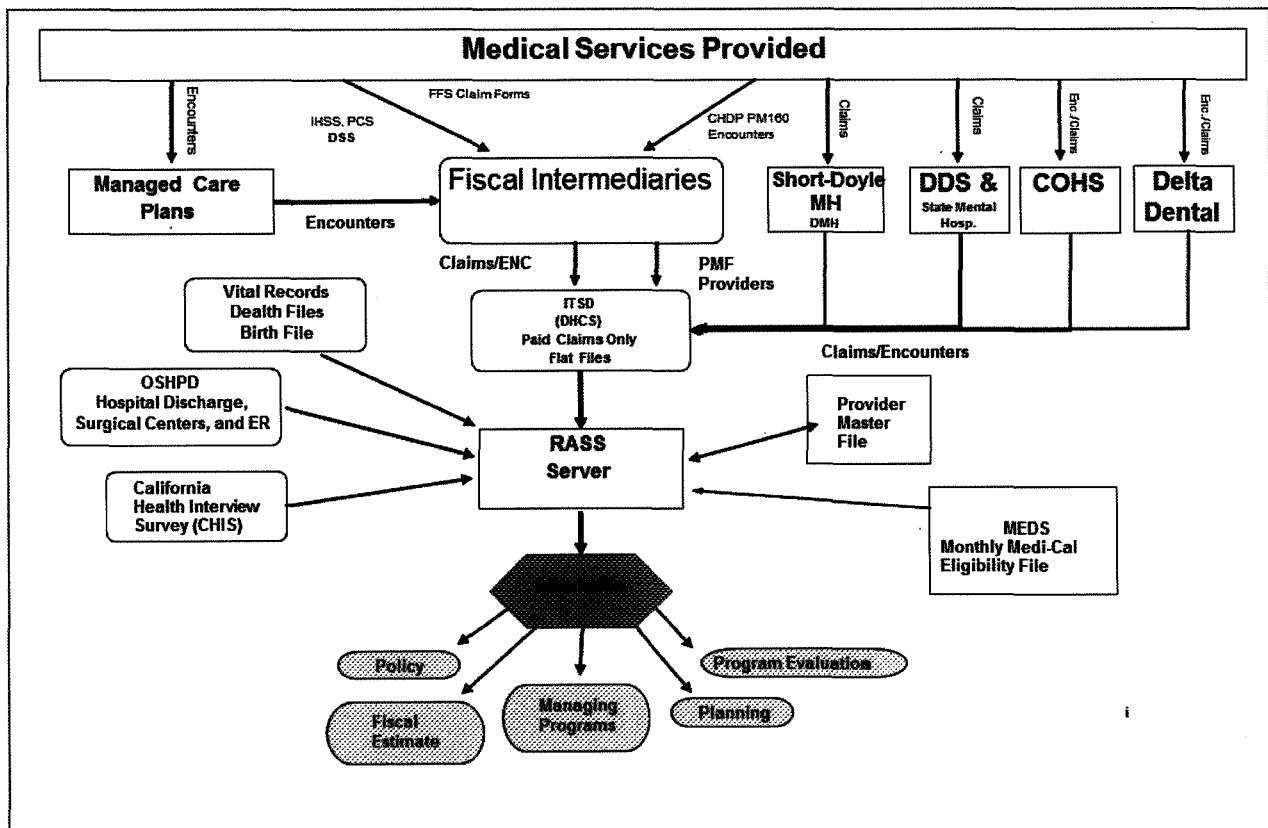 Medical Services Provided
Encounters
FFS Claim Forms
IHSS, PCS
DSS
CHDP PM160
Encounters
Claims
Claims
Enc./Claims
Enc./Claims
Managed Care
Plans
Encounters
Fiscal Intermediaries
Short-Doyle
MH
DMH
DDS &
State Mental
Hosp.
COHS
Delta
Dental
Claims/ENC
PMF
Providers
Vital Records
Dealth Files
Birth File
ITSD
(DHCS)
Paid Claims Only
Flat Files
Claims/Encounters
OSHPD
Hospital Discharge,
Surgical Centers, and ER
RASS
Server
Provider
Master
File
California
Health Interview
Survey (CHIS)
MEDS
Monthly Medi-Cal
Eligibility File
Policy
Program Evaluation
Fiscal
Estimate
Managing
Programs
Planning
i